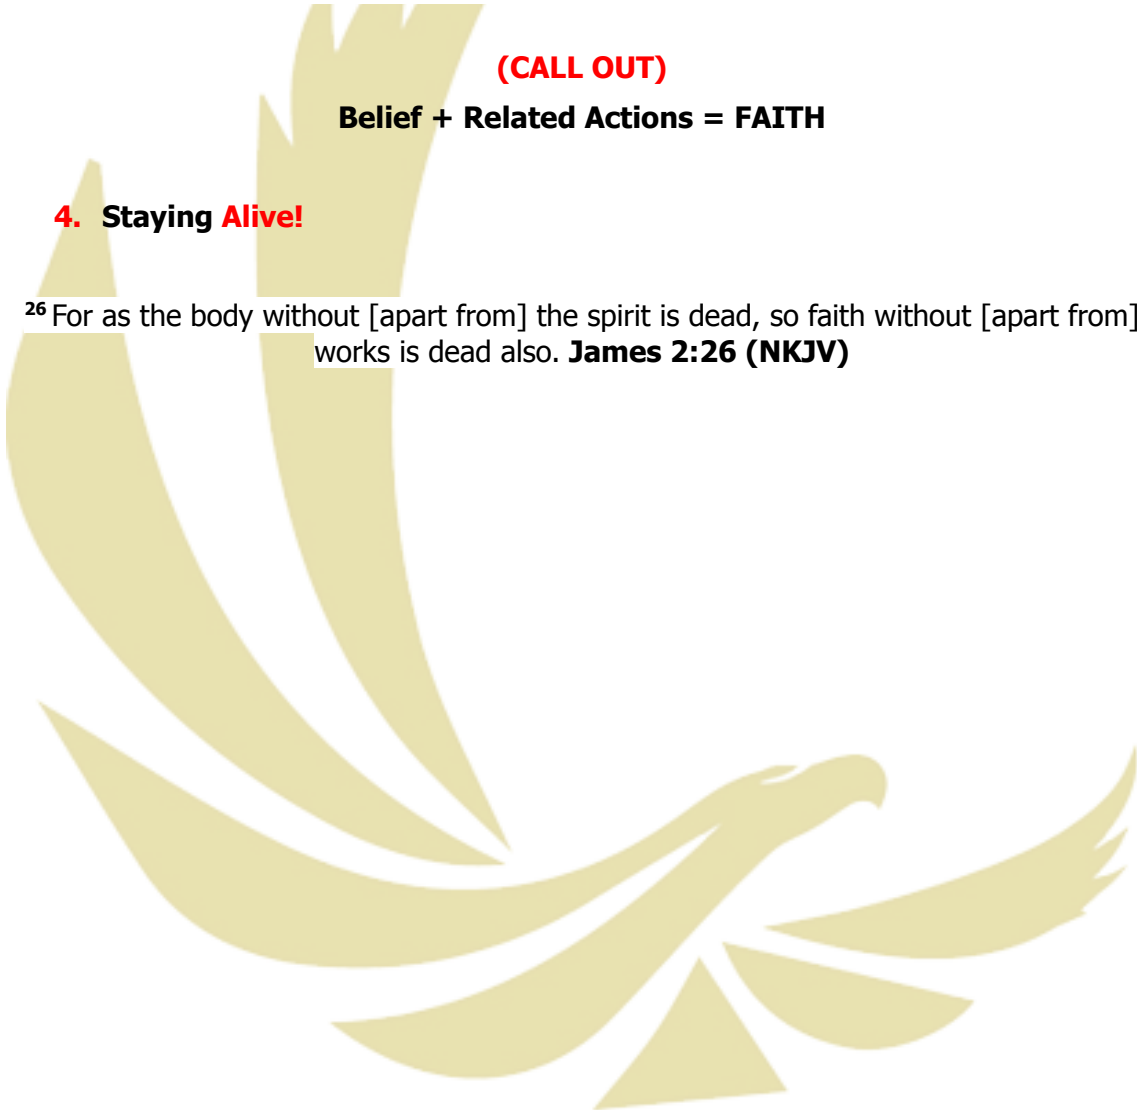 (CALL OUT)
Belief + Related Actions = FAITH
4. Staying Alive!
26 For as the body without [apart from] the spirit is dead, so faith without [apart from]
works is dead also. James 2:26 (NKJV)